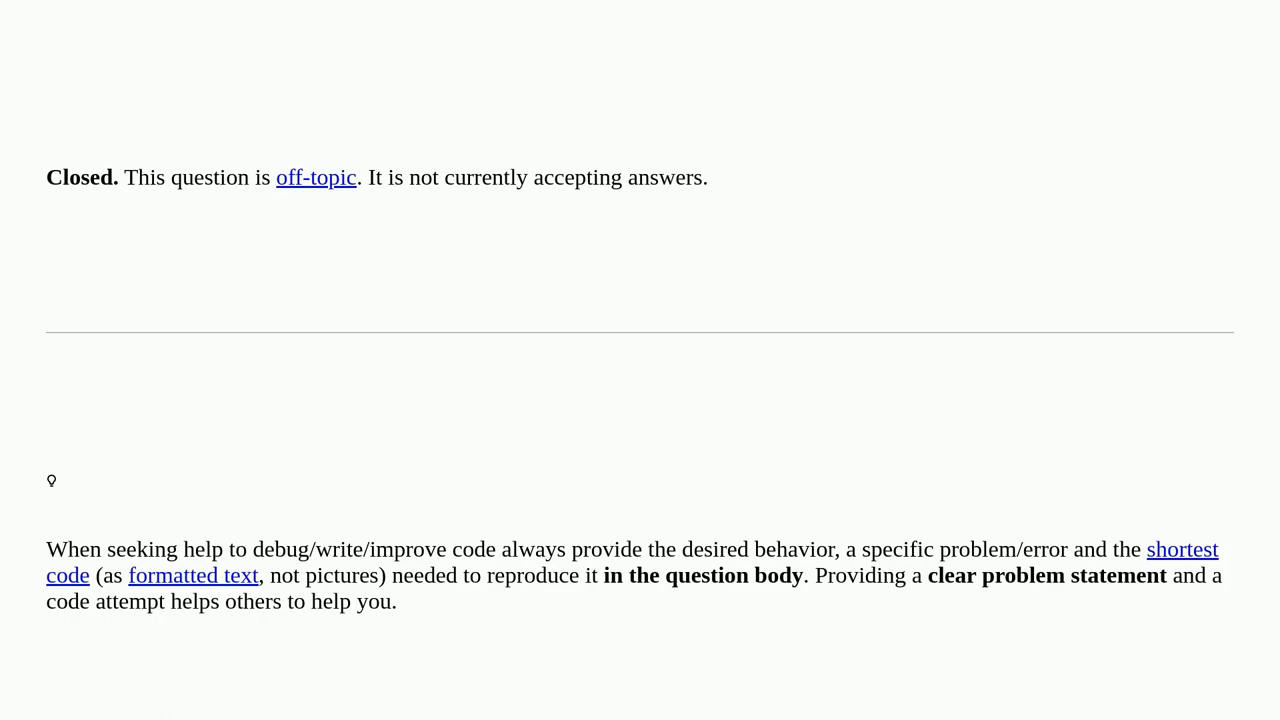 Closed. This question is off-topic. It is not currently accepting answers.
When seeking help to debug/write/improve code always provide the desired behavior, a specific problem/error and the shortest
code (as formatted text, not pictures) needed to reproduce it in the question body. Providing a clear problem statement and a
code attempt helps others to help you.